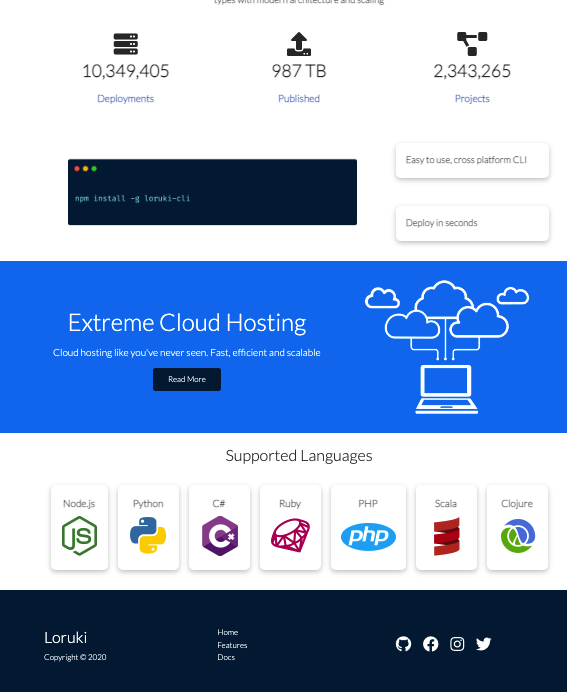 types with modern architecture and scaling
10,349,405
987 TB
2,343,265
Deployments
Published
Projects
Easy to use, cross platform CLI
npm install -g loruki-cli
Deploy in seconds
Extreme Cloud Hosting
Cloud hosting like you've never seen. Fast, efficient and scalable
Read More
Supported Languages
Node.js
Python
C#
Ruby
PHP
Scala
Clojure
JS
C#
php
Loruki
Copyright © 2020
Home
Features
Docs